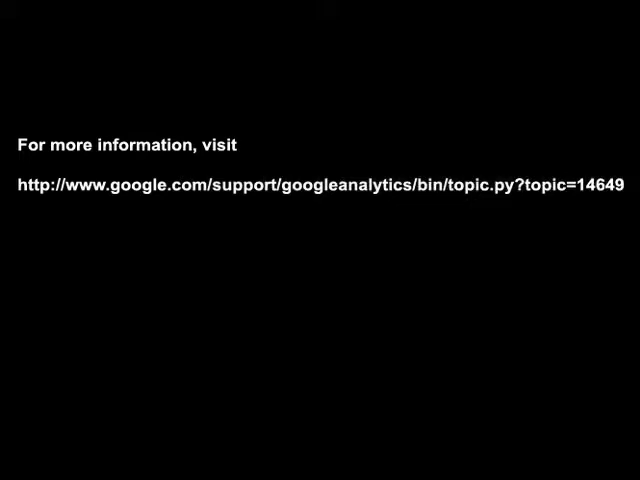 For more information, visit
http://www.google.com/support/googleanalytics/bin/topic.py?topic=14649